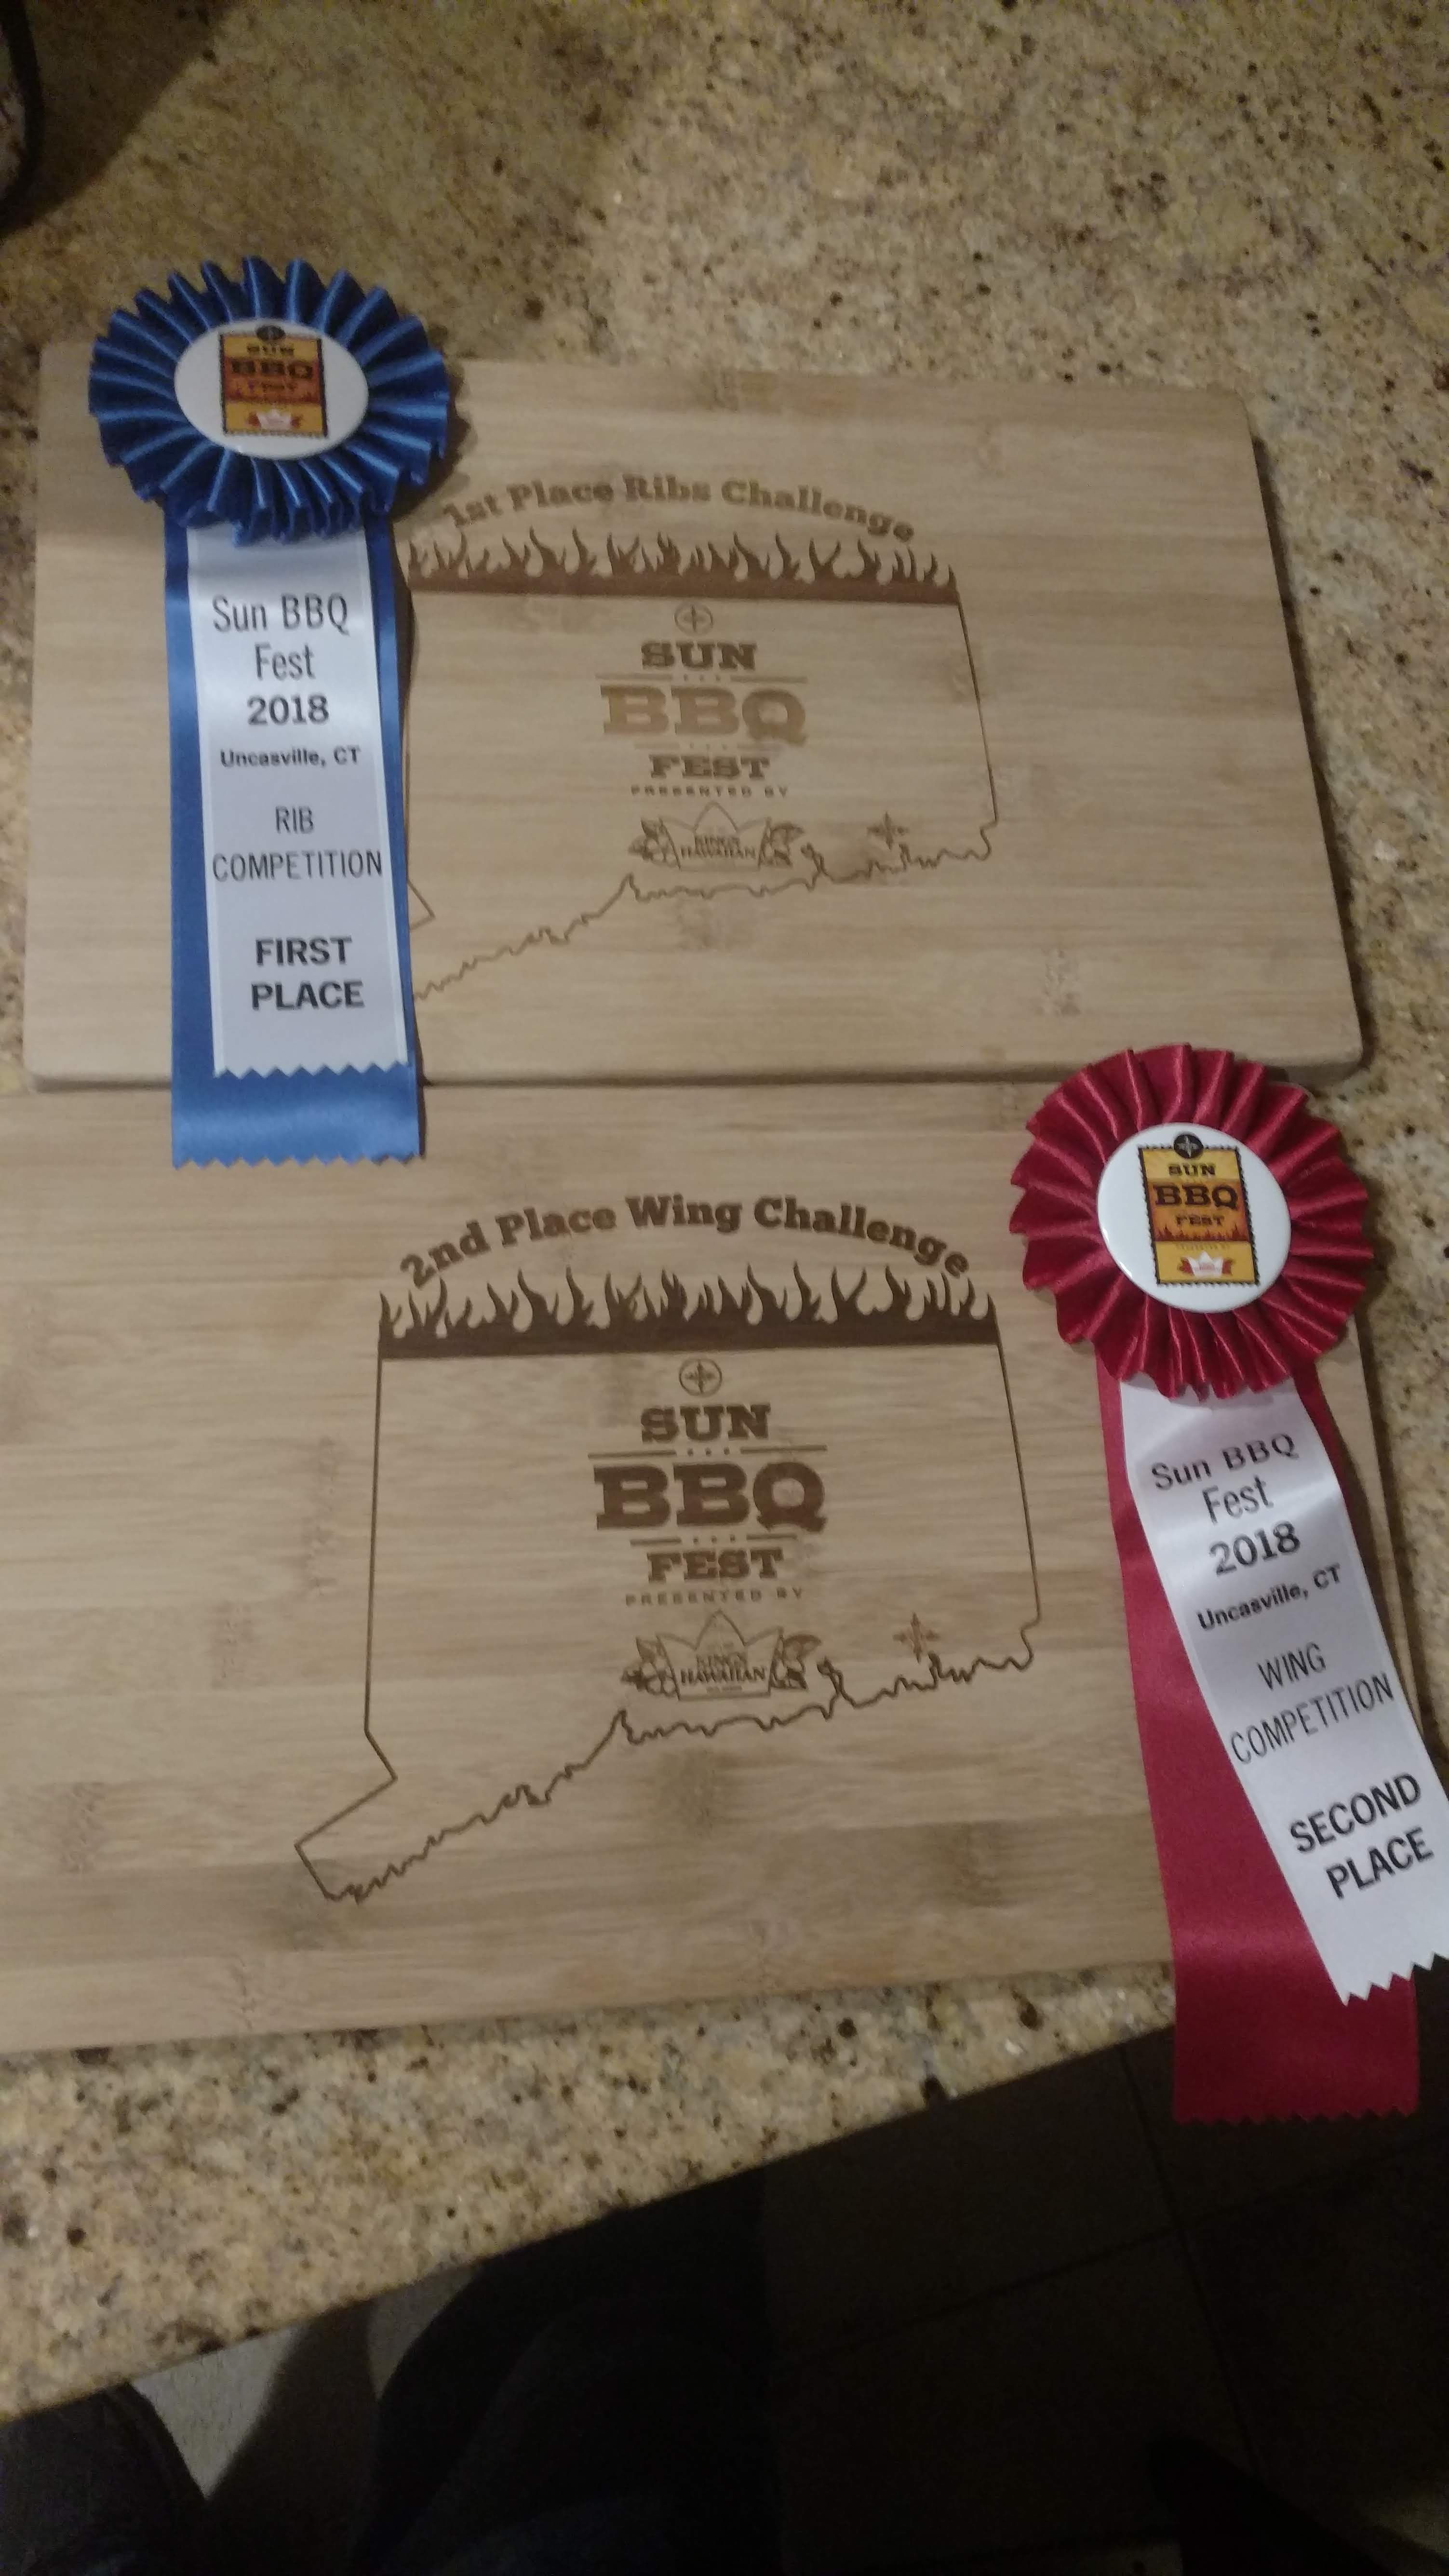 SUN
BBQ
FEST
Sun BBQ
Fest
2018
Uncasville, CT
RIB
COMPETITION
FIRST
PLACE
1st Place Ribs Challenge
SUN
BBQ
FEST
PRESENTED BY
KING'S
HAWAIIAN
2nd Place Wing Challenge
SUN
BBQ
FEST
PRESENTED BY
KING'S
HAWAIIAN
SUN
BBQ
FEST
Sun BBQ
Fest
2018
Uncasville, CT
WING
COMPETITION
SECOND
PLACE